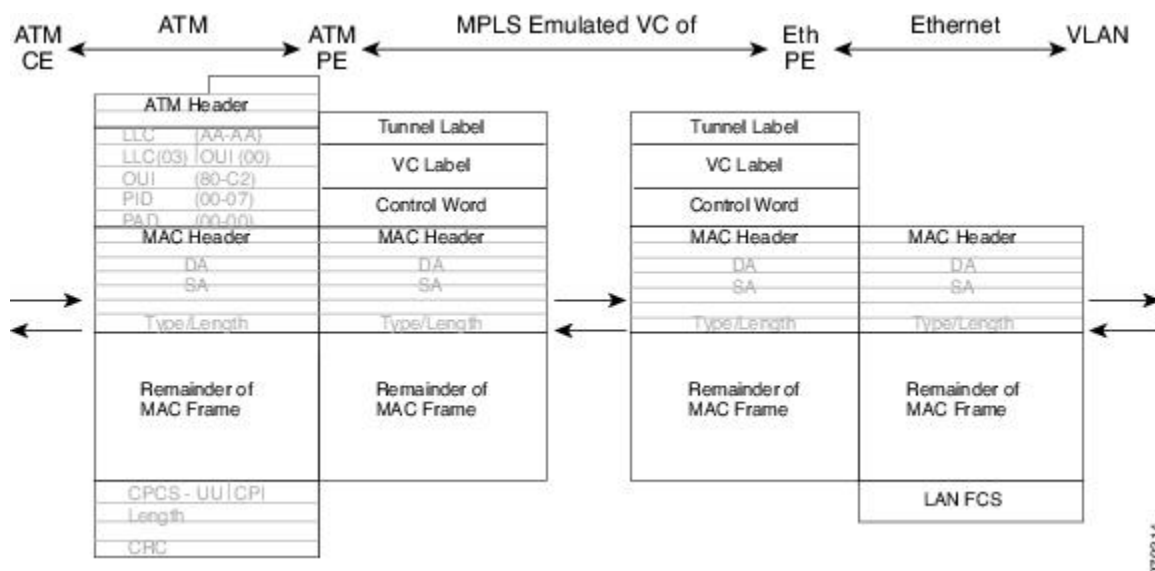 ATM CE
ATM
ATM PE
MPLS Emulated VC of
Eth PE
Ethernet
VLAN
ATM Header
LLC (AA-AA)
LLC(03) OUI (00)
OUI (80-C2)
PID (00-07)
PAD (00-00)
MAC Header
DA
SA
Type/Length
Remainder of
MAC Frame
CPCS - UU CPI
Length
CRC
Tunnel Label
VC Label
Control Word
MAC Header
DA
SA
Type/Length
Remainder of
MAC Frame
Tunnel Label
VC Label
Control Word
MAC Header
DA
SA
Type/Length
Remainder of
MAC Frame
MAC Header
DA
SA
Type/Length
Remainder of
MAC Frame
LAN FCS